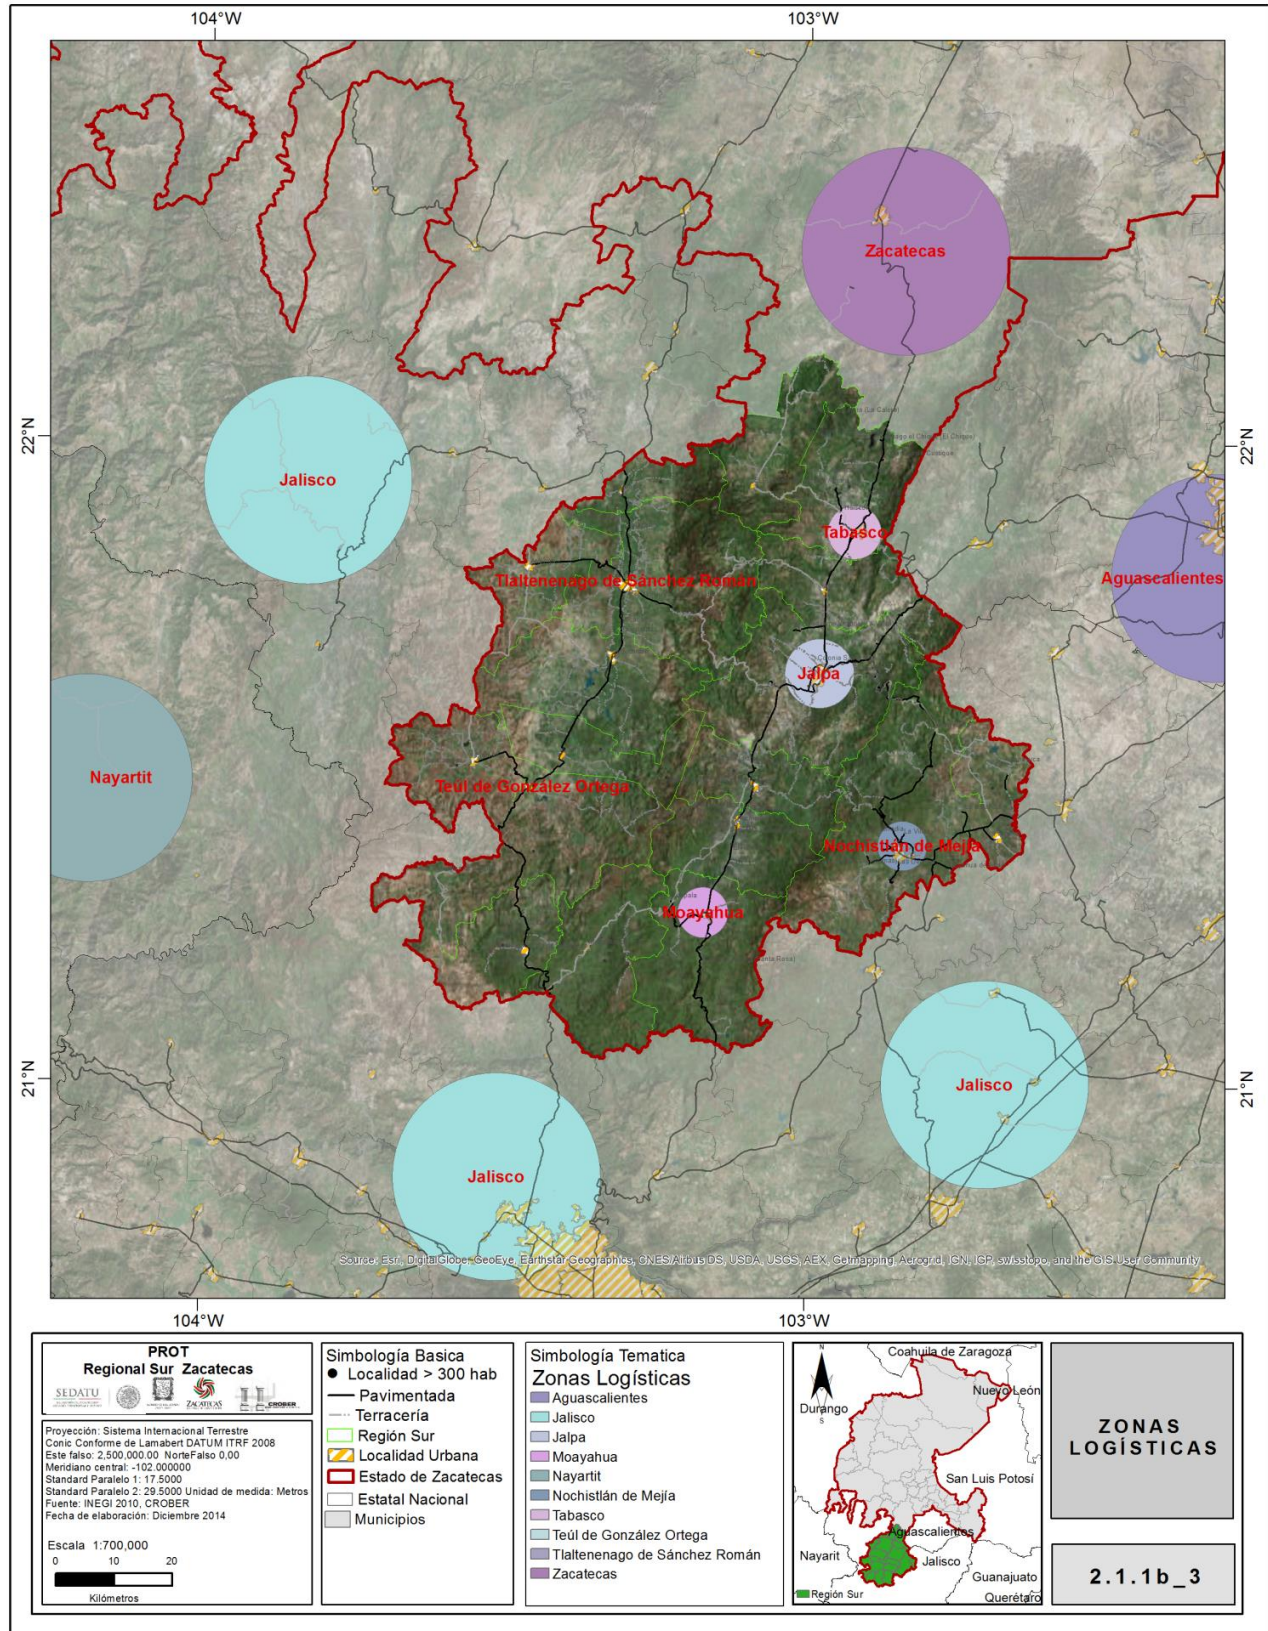 104°W
103°W
Zacatecas
22°N
22°N
Jalisco
Tabasco
Tlaltenenago de Sánchez Román
Aguascalientes
Jalpa
Nayartit
Teúl de González Ortega
Nochistlán de Mejía
Moayahua
21°N
21°N
Jalisco
Jalisco
Source: Esri, DigitalGlobe, GeoEye, Earthstar Geographics, CNES/Airbus DS, USDA, USGS, AEX, Getmapping, Aerogrid, IGN, IGP, swisstopo, and the GIS User Community
104°W
103°W
PROT
Regional Sur Zacatecas
SEDATU
ZACATECAS
CROBER
Proyección: Sistema Internacional Terrestre
Conic Conforme de Lamabert DATUM ITRF 2008
Este falso: 2,500,000.00 NorteFalso 0,00
Meridiano central: -102.000000
Standard Paralelo 1: 17.5000
Standard Paralelo 2: 29.5000 Unidad de medida: Metros
Fuente: INEGI 2010, CROBER
Fecha de elaboración: Diciembre 2014
Escala 1:700,000
0 10 20
Kilómetros
Simbología Basica
Localidad > 300 hab
Pavimentada
Terracería
Región Sur
Localidad Urbana
Estado de Zacatecas
Estatal Nacional
Municipios
Simbología Tematica
Zonas Logísticas
Aguascalientes
Jalisco
Jalpa
Moayahua
Nayartit
Nochistlán de Mejía
Tabasco
Teúl de González Ortega
Tlaltenenago de Sánchez Román
Zacatecas
N
S
Coahuila de Zaragoza
Nuevo León
Durango
San Luis Potosí
Aguascalientes
Nayarit
Jalisco
Guanajuato
Querétaro
Región Sur
ZONAS
LOGÍSTICAS
2.1.1b_3